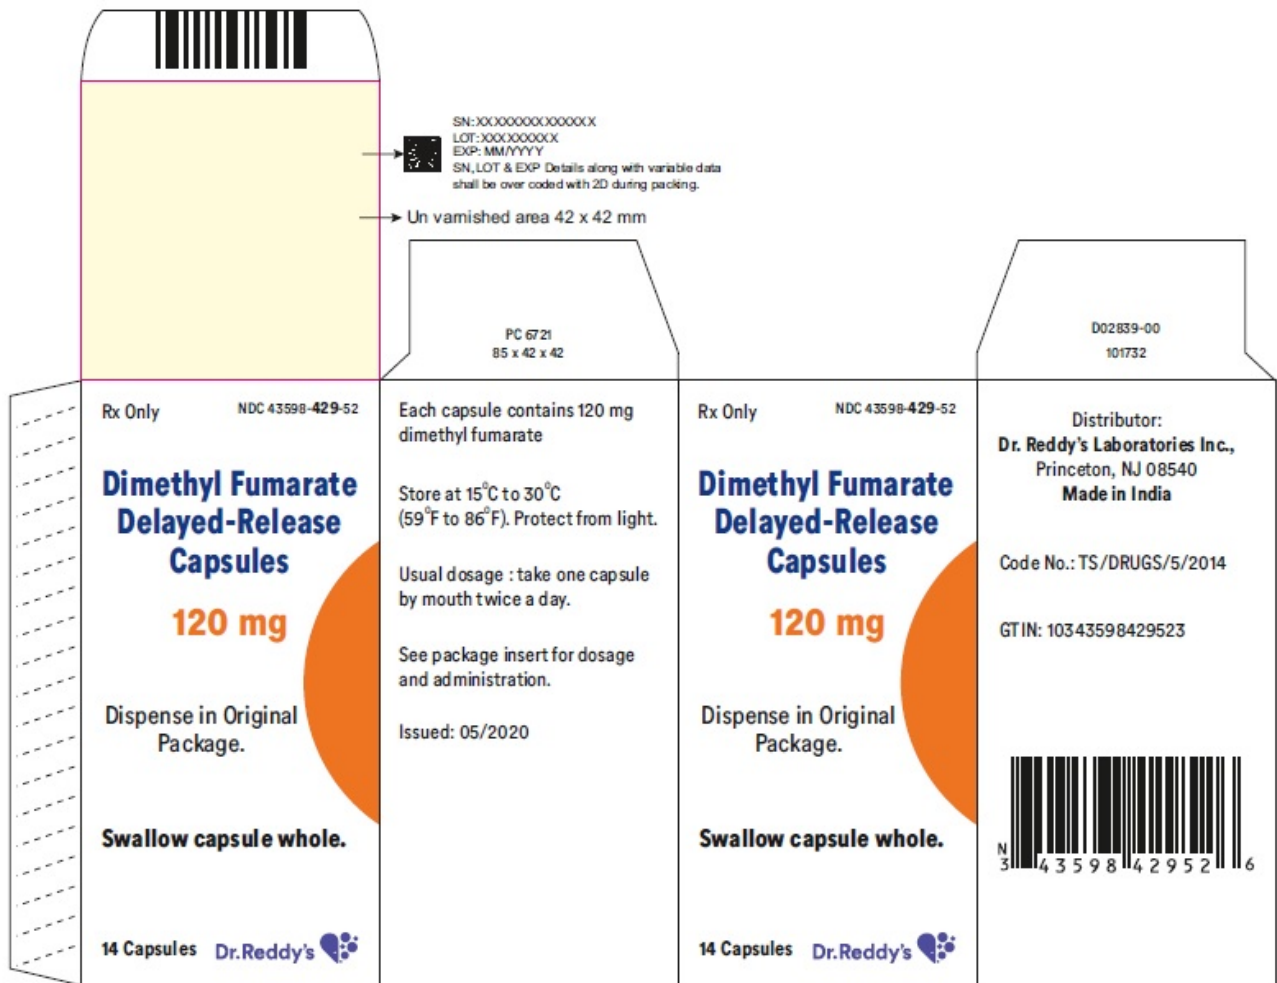 SN: XXXXXXXXXXXXXX
LOT: XXXXXXXXXX
EXP: MM/YYYY
SN, LOT & EXP Details along with variable data
shall be over coded with 2D during packing.
Un varnished area 42 x 42 mm
PC 6721
85 x 42 x 42
D02839-00
101732
Rx Only NDC 43598-429-52
Dimethyl Fumarate
Delayed-Release
Capsules
120 mg
Dispense in Original
Package.
Swallow capsule whole.
14 Capsules Dr.Reddy's
Each capsule contains 120 mg
dimethyl fumarate
Store at 15°C to 30°C
(59°F to 86°F). Protect from light.
Usual dosage : take one capsule
by mouth twice a day.
See package insert for dosage
and administration.
Issued: 05/2020
Rx Only NDC 43598-429-52
Dimethyl Fumarate
Delayed-Release
Capsules
120 mg
Dispense in Original
Package.
Swallow capsule whole.
14 Capsules Dr.Reddy's
Distributor:
Dr. Reddy's Laboratories Inc.,
Princeton, NJ 08540
Made in India
Code No.: TS/DRUGS/5/2014
GTIN: 10343598429523
N
3 43598 42952 6